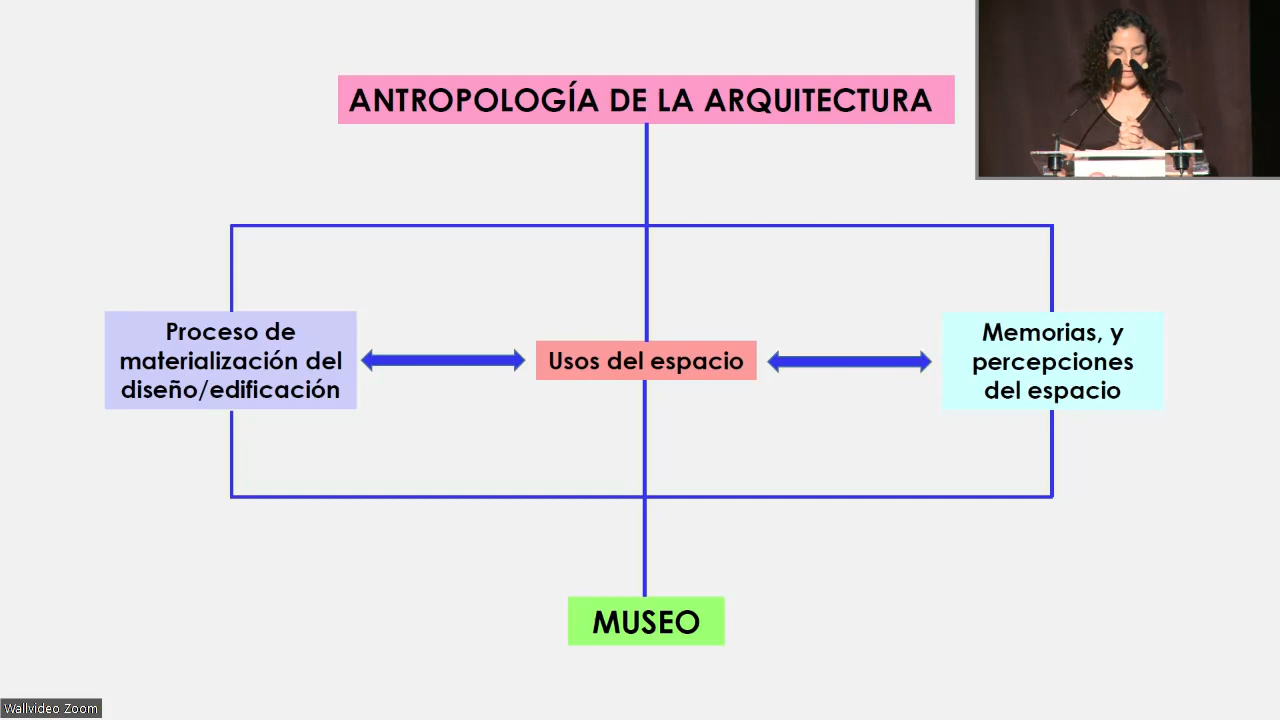 ANTROPOLOGÍA DE LA ARQUITECTURA
Proceso de
materialización del
diseño/edificación
Usos del espacio
Memorias, y
percepciones
del espacio
MUSEO
Wallvideo Zoom